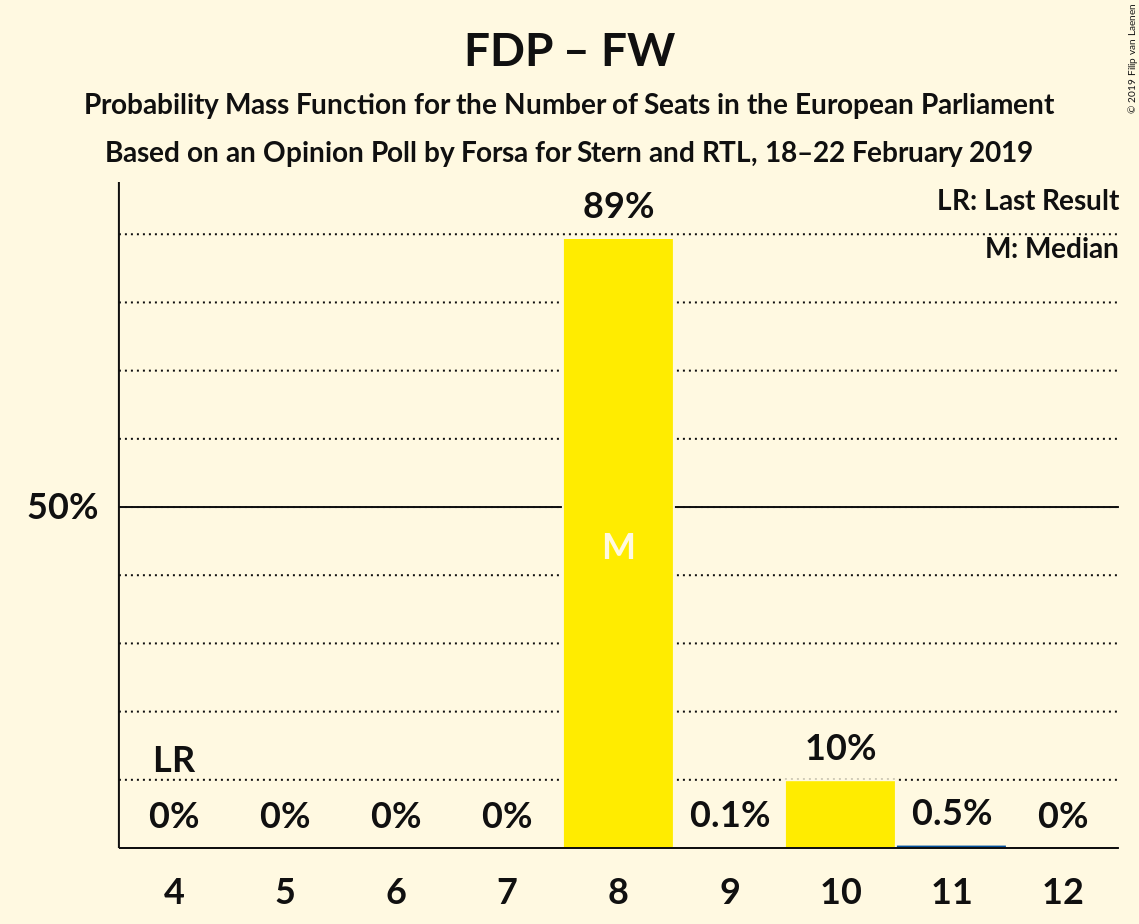 FDP – FW
Probability Mass Function for the Number of Seats in the European Parliament
Based on an Opinion Poll by Forsa for Stern and RTL, 18–22 February 2019
© 2019 Filip van Laenen
LR: Last Result
M: Median
89%
50%
M
LR
10%
0% 0% 0% 0% 0.1% 0.5% 0%
4 5 6 7 8 9 10 11 12